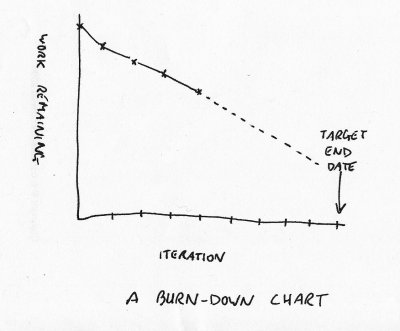 WORK REMAINING
TARGET
END
DATE
ITERATION
A BURN-DOWN CHART